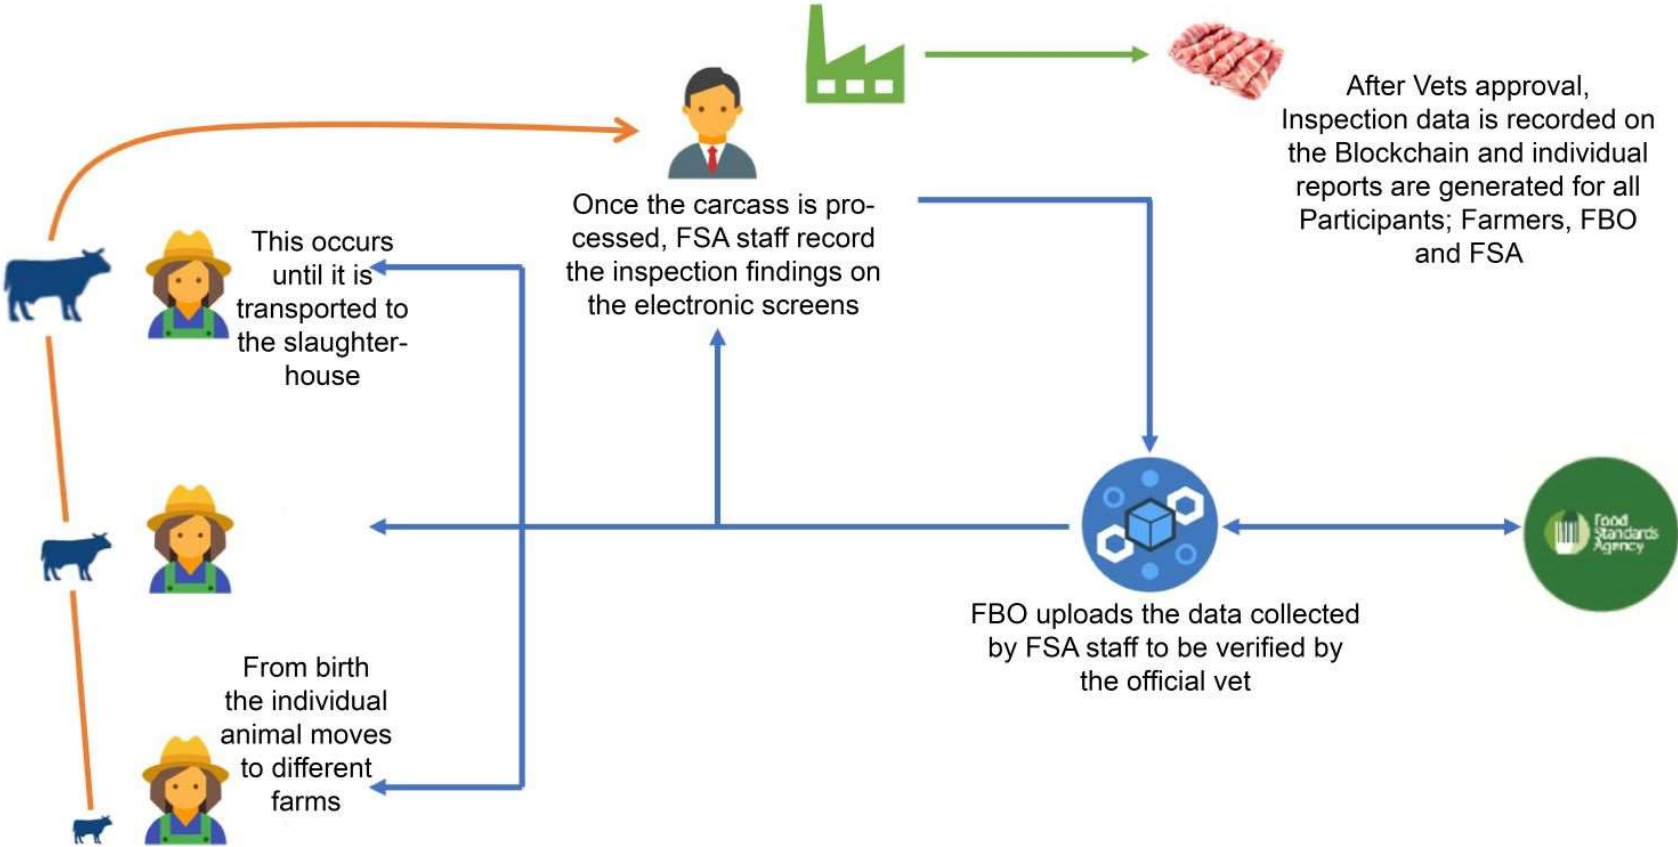 After Vets approval,
Inspection data is recorded on
the Blockchain and individual
reports are generated for all
Participants; Farmers, FBO
and FSA
Once the carcass is pro-
cessed, FSA staff record
the inspection findings on
the electronic screens
This occurs
until it is
transported to
the slaughter-
house
Food
Standards
Agency
FBO uploads the data collected
by FSA staff to be verified by
the official vet
From birth
the individual
animal moves
to different
farms